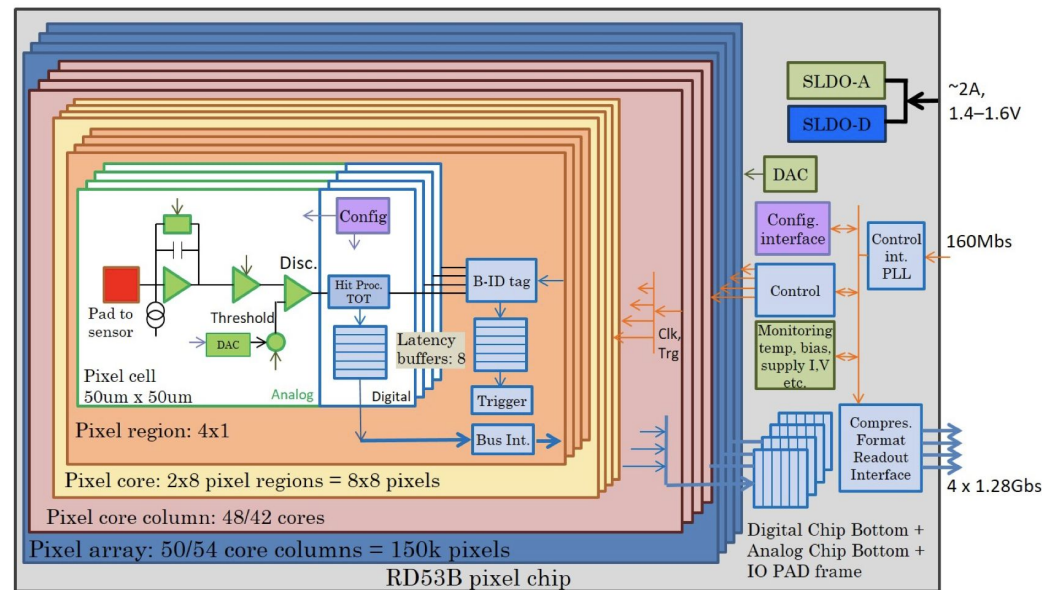 SLDO-A
SLDO-D
~2A,
1.4–1.6V
DAC
Config.
interface
Control
int.
PLL
160Mbs
Control
Monitoring
temp, bias,
supply I,V
etc.
Compres.
Format
Readout
Interface
4 x 1.28Gbs
Clk,
Trg
Config
Disc.
Hit Proc.
TOT
B-ID tag
Pad to
sensor
Threshold
DAC
Latency
buffers: 8
Pixel cell
50um x 50um
Analog
Digital
Trigger
Bus Int.
Pixel region: 4x1
Pixel core: 2x8 pixel regions = 8x8 pixels
Pixel core column: 48/42 cores
Pixel array: 50/54 core columns = 150k pixels
Digital Chip Bottom +
Analog Chip Bottom +
IO PAD frame
RD53B pixel chip